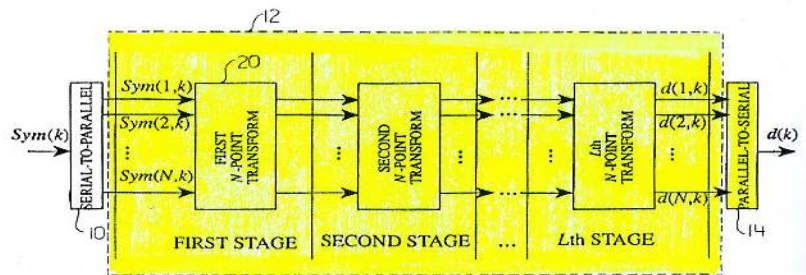 12
20
Sym(k)
SERIAL-TO-PARALLEL
10
Sym(1,k)
Sym(2,k)
...
Sym(N,k)
FIRST
N-POINT
TRANSFORM
...
SECOND
N-POINT
TRANSFORM
...
...
...
...
...
Lth
N-POINT
TRANSFORM
d(1,k)
d(2,k)
...
d(N,k)
PARALLEL-TO-SERIAL
14
d(k)
FIRST STAGE
SECOND STAGE
...
Lth STAGE